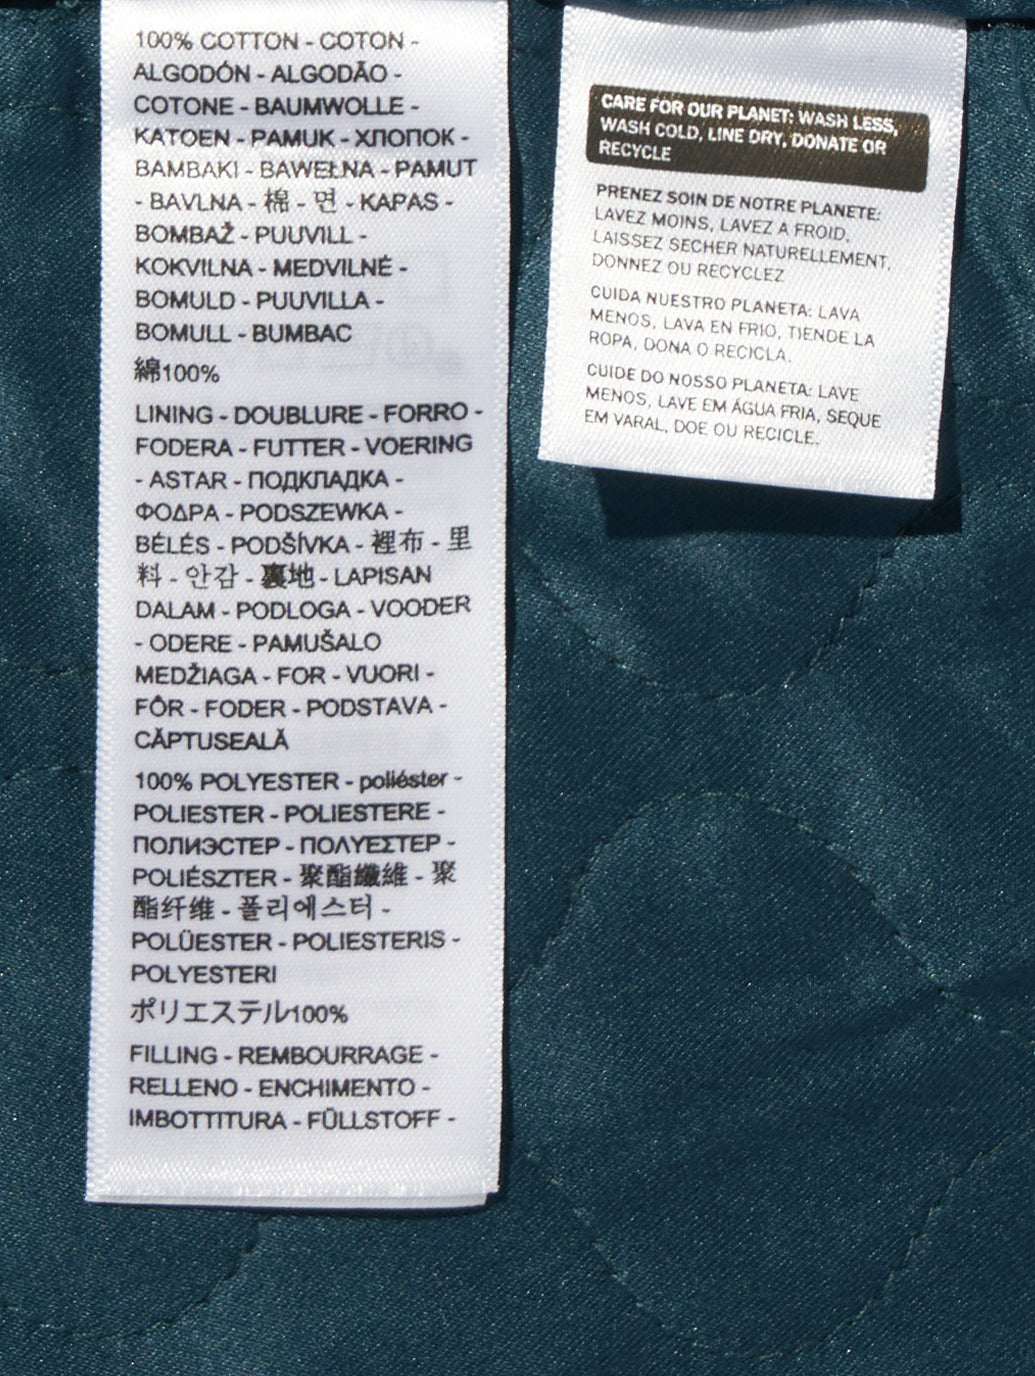 100% COTTON - COTON -
ALGODÓN - ALGODÃO -
COTONE - BAUMWOLLE -
KATOEN - PAMUK - ХЛОПОК -
BAMBAKI - BAWEŁNA - PAMUT
- BAVLNA - 棉 - 면 - KAPAS -
BOMBAŽ - PUUVILL -
KOKVILNA - MEDVILNĖ -
BOMULD - PUUVILLA -
BOMULL - BUMBAC
綿100%
LINING - DOUBLURE - FORRO -
FODERA - FUTTER - VOERING
- ASTAR - ПОДКЛАДКА -
ΦΟΔΡΑ - PODSZEWKA -
BÉLÉS - PODŠÍVKA - 裡布 - 里
料 - 안감 - 裏地 - LAPISAN
DALAM - PODLOGA - VOODER
- ODERE - PAMUŠALO
MEDŽIAGA - FOR - VUORI -
FÔR - FODER - PODSTAVA -
CĂPTUSEALĂ
100% POLYESTER - poliéster -
POLIESTER - POLIESTERE -
ПОЛИЭСТЕР - ΠΟΛΥΕΣΤΕΡ -
POLIÉSZTER - 聚酯纖維 - 聚
酯纤维 - 폴리에스터 -
POLÜESTER - POLIESTERIS -
POLYESTERI
ポリエステル100%
FILLING - REMBOURRAGE -
RELLENO - ENCHIMENTO -
IMBOTTITURA - FÜLLSTOFF -
CARE FOR OUR PLANET: WASH LESS,
WASH COLD, LINE DRY, DONATE OR
RECYCLE
PRENEZ SOIN DE NOTRE PLANETE:
LAVEZ MOINS, LAVEZ A FROID,
LAISSEZ SECHER NATURELLEMENT,
DONNEZ OU RECYCLEZ
CUIDA NUESTRO PLANETA: LAVA
MENOS, LAVA EN FRIO, TIENDE LA
ROPA, DONA O RECICLA.
CUIDE DO NOSSO PLANETA: LAVE
MENOS, LAVE EM ÁGUA FRIA, SEQUE
EM VARAL, DOE OU RECICLE.